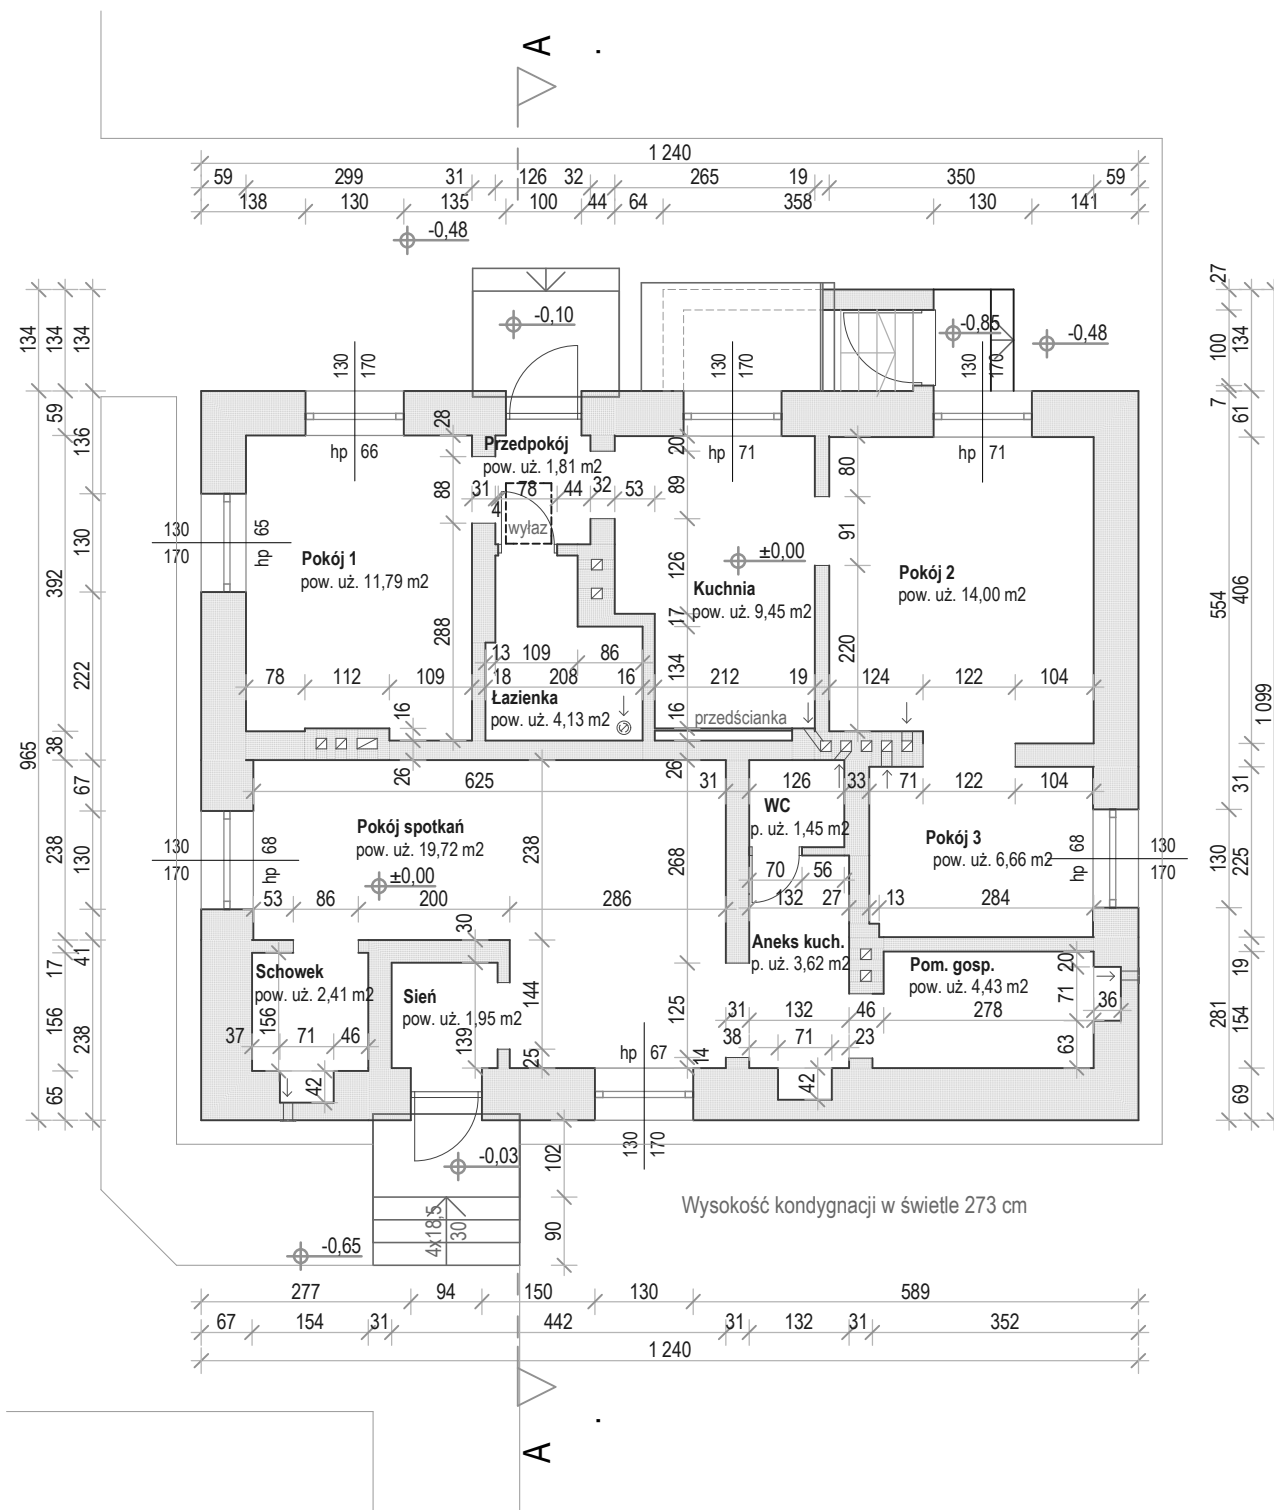 A
1 240
59 299 31 126 32 265 19 350 59
138 130 135 100 44 64 358 130 141
-0,48
-0,10
-0,85
-0,48
134 134 134
27
100 134
7 61
130 170
130 170
130 170
hp 66
hp 71
hp 71
Przedpokój
pow. uż. 1,81 m2
28
88
31 78 44 32 53
4
wyłaz
20
89
80
91
59
136
130
392
222
130
170
hp 65
Pokój 1
pow. uż. 11,79 m2
126
±0,00
Kuchnia
pow. uż. 9,45 m2
17
Pokój 2
pow. uż. 14,00 m2
554
406
1 099
288
13 109 86
134
220
78 112 109 18 208 16 212 19 124 122 104
Łazienka
pow. uż. 4,13 m2
16
16
przedścianka
965
38
67
26
26
625 31 126 33 71 122 104
31
WC
p. uż. 1,45 m2
Pokój spotkań
pow. uż. 19,72 m2
±0,00
238
268
Pokój 3
pow. uż. 6,66 m2
130
170
hp 68
hp 68
130
170
238
130
130
225
70 56
53 86 200 286 132 27 13 284
30
Aneks kuch.
p. uż. 3,62 m2
17
41
Schowek
pow. uż. 2,41 m2
Sień
pow. uż. 1,95 m2
Pom. gosp.
pow. uż. 4,43 m2
20
71
36
19
156
238
156
144
125
281
154
37 71 46
139
31 132 46 278
38 71 23
63
25
hp 67
14
42
42
65
69
130 170
-0,03
102
90
4x18,5
30
-0,65
Wysokość kondygnacji w świetle 273 cm
277 94 150 130 589
67 154 31 442 31 132 31 352
1 240
A